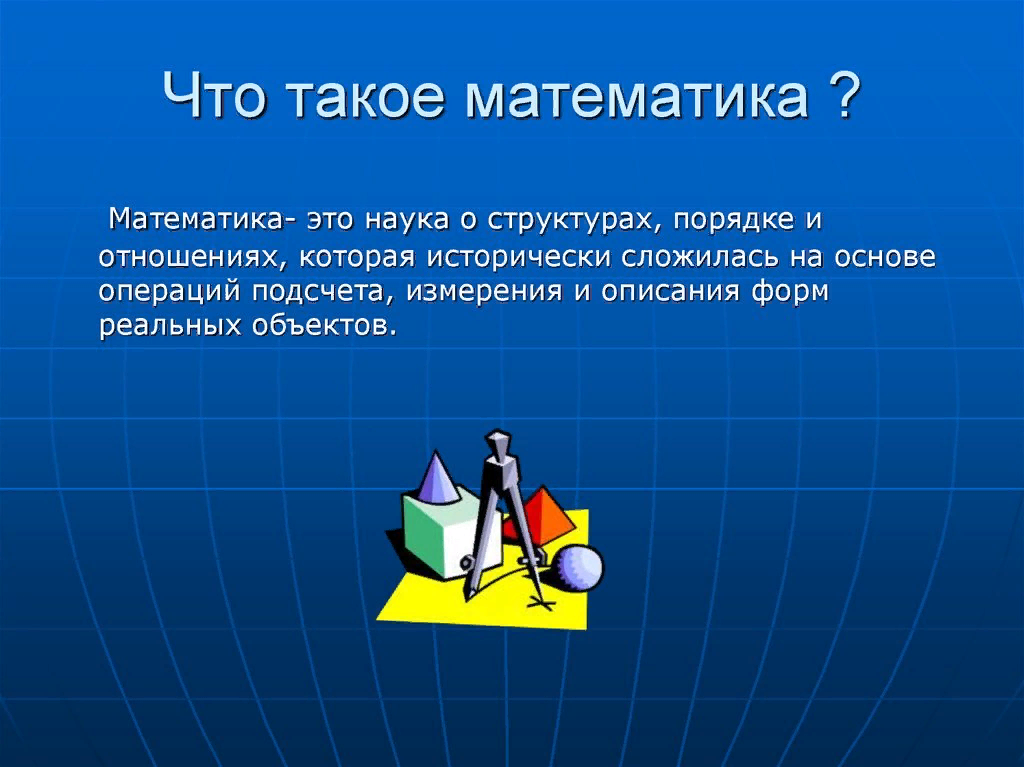 Что такое математика ?
Математика- это наука о структурах, порядке и
отношениях, которая исторически сложилась на основе
операций подсчета, измерения и описания форм
реальных объектов.